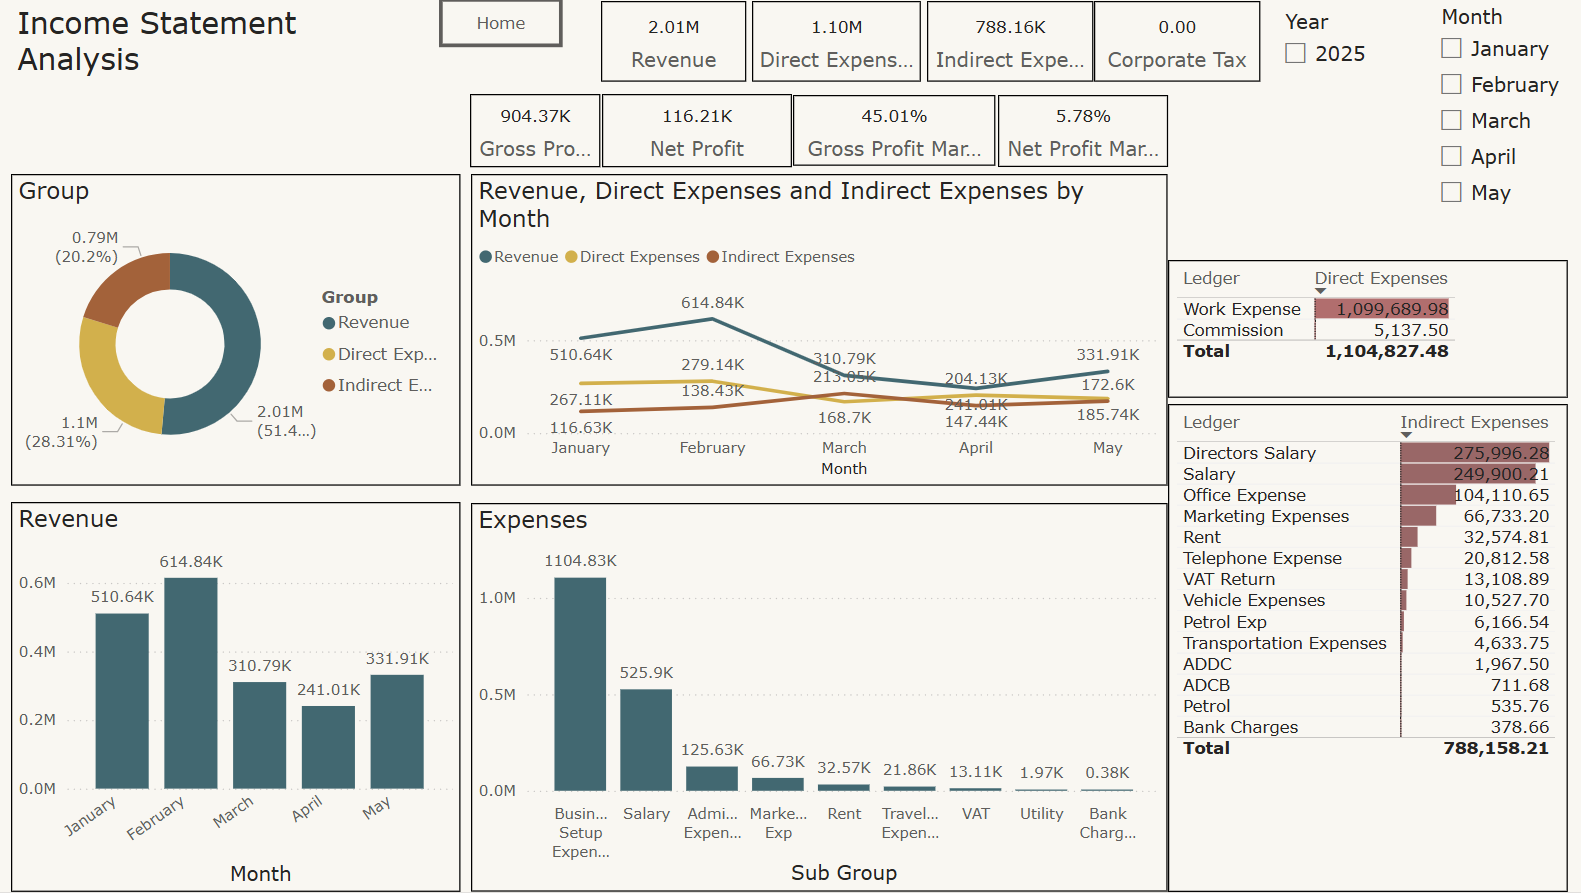 Income Statement
Analysis
Home
2.01M
Revenue
1.10M
Direct Expens...
788.16K
Indirect Expe...
0.00
Corporate Tax
Year
2025
Month
January
February
March
April
May
904.37K
Gross Pro...
116.21K
Net Profit
45.01%
Gross Profit Mar...
5.78%
Net Profit Mar...
Group
0.79M
(20.2%)
1.1M
(28.31%)
2.01M
(51.4...)
Group
Revenue
Direct Exp...
Indirect E...
Revenue, Direct Expenses and Indirect Expenses by
Month
Revenue Direct Expenses Indirect Expenses
0.5M
0.0M
510.64K
614.84K
310.79K
204.13K
331.91K
267.11K
279.14K
213.05K
241.01K
172.6K
116.63K
138.43K
168.7K
147.44K
185.74K
January February March April May
Month
Ledger Direct Expenses
Work Expense 1,099,689.98
Commission 5,137.50
Total 1,104,827.48
Ledger Indirect Expenses
Directors Salary 275,996.28
Salary 249,900.21
Office Expense 104,110.65
Marketing Expenses 66,733.20
Rent 32,574.81
Telephone Expense 20,812.58
VAT Return 13,108.89
Vehicle Expenses 10,527.70
Petrol Exp 6,166.54
Transportation Expenses 4,633.75
ADDC 1,967.50
ADCB 711.68
Petrol 535.76
Bank Charges 378.66
Total 788,158.21
Revenue
0.6M
0.4M
0.2M
0.0M
510.64K
614.84K
310.79K
241.01K
331.91K
January February March April May
Month
Expenses
1.0M
0.5M
0.0M
1104.83K
525.9K
125.63K
66.73K
32.57K
21.86K
13.11K
1.97K
0.38K
Busin...
Setup
Expen...
Salary
Admi...
Expen...
Marke...
Exp
Rent
Travel...
Expen...
VAT
Utility
Bank
Charg...
Sub Group